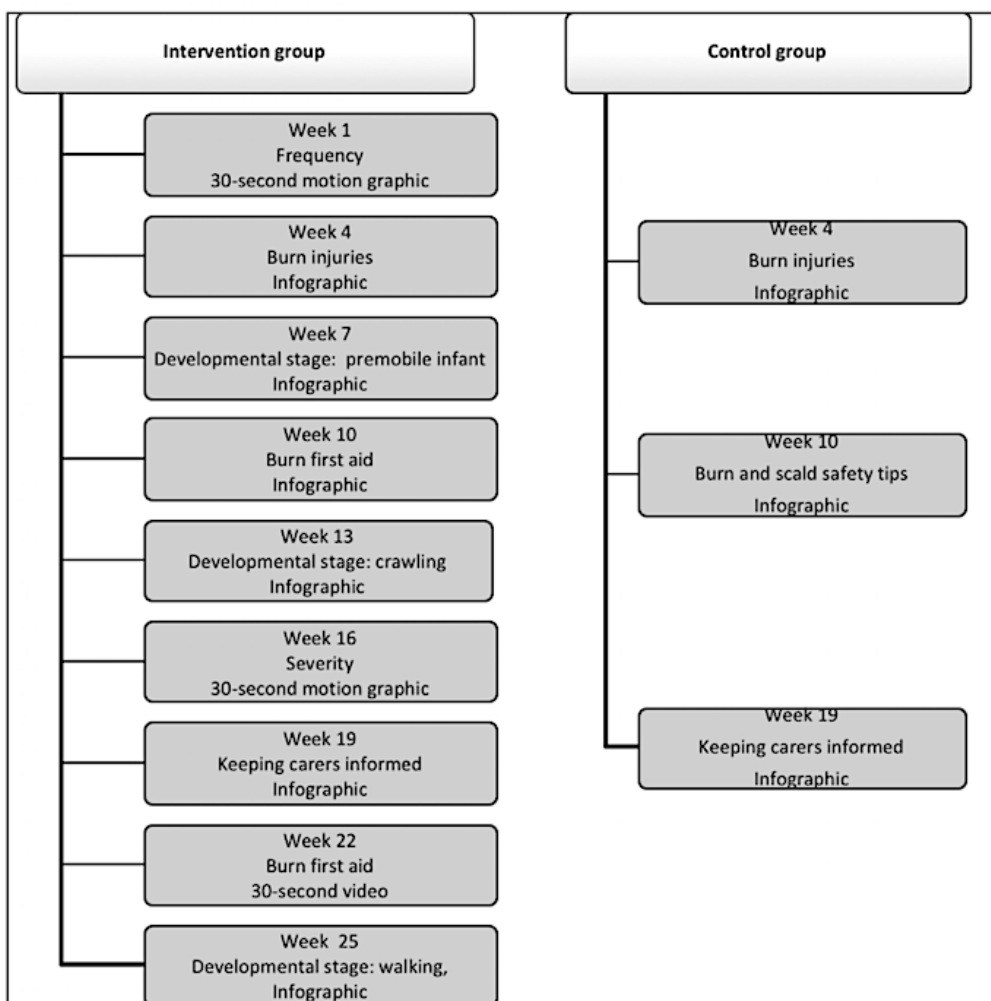 Intervention group
Week 1
Frequency
30-second motion graphic
Week 4
Burn injuries
Infographic
Week 7
Developmental stage: premobile infant
Infographic
Week 10
Burn first aid
Infographic
Week 13
Developmental stage: crawling
Infographic
Week 16
Severity
30-second motion graphic
Week 19
Keeping carers informed
Infographic
Week 22
Burn first aid
30-second video
Week 25
Developmental stage: walking,
Infographic
Control group
Week 4
Burn injuries
Infographic
Week 10
Burn and scald safety tips
Infographic
Week 19
Keeping carers informed
Infographic